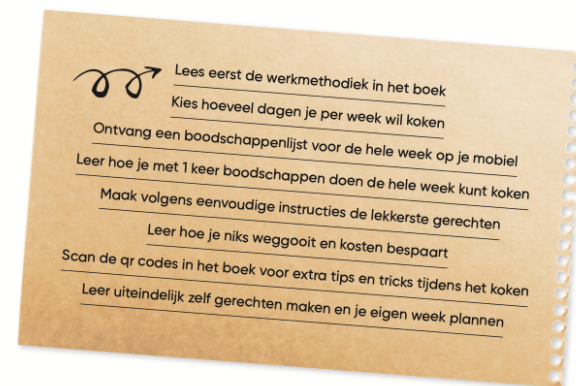 Lees eerst de werkmethodiek in het boek
Kies hoeveel dagen je per week wil koken
Ontvang een boodschappenlijst voor de hele week op je mobiel
Leer hoe je met 1 keer boodschappen doen de hele week kunt koken
Maak volgens eenvoudige instructies de lekkerste gerechten
Leer hoe je niks weggooit en kosten bespaart
Scan de qr codes in het boek voor extra tips en tricks tijdens het koken
Leer uiteindelijk zelf gerechten maken en je eigen week plannen